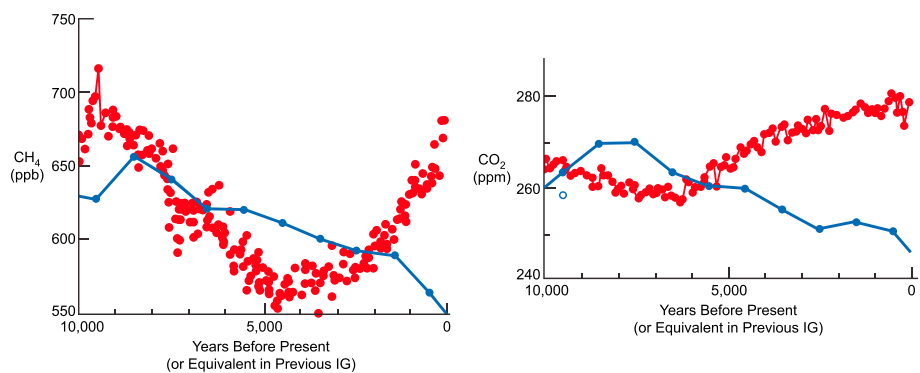 750
700
650
600
550
CH4
(ppb)
10,000
5,000
0
Years Before Present
(or Equivalent in Previous IG)
280
260
240
CO2
(ppm)
10,000
5,000
0
Years Before Present
(or Equivalent in Previous IG)